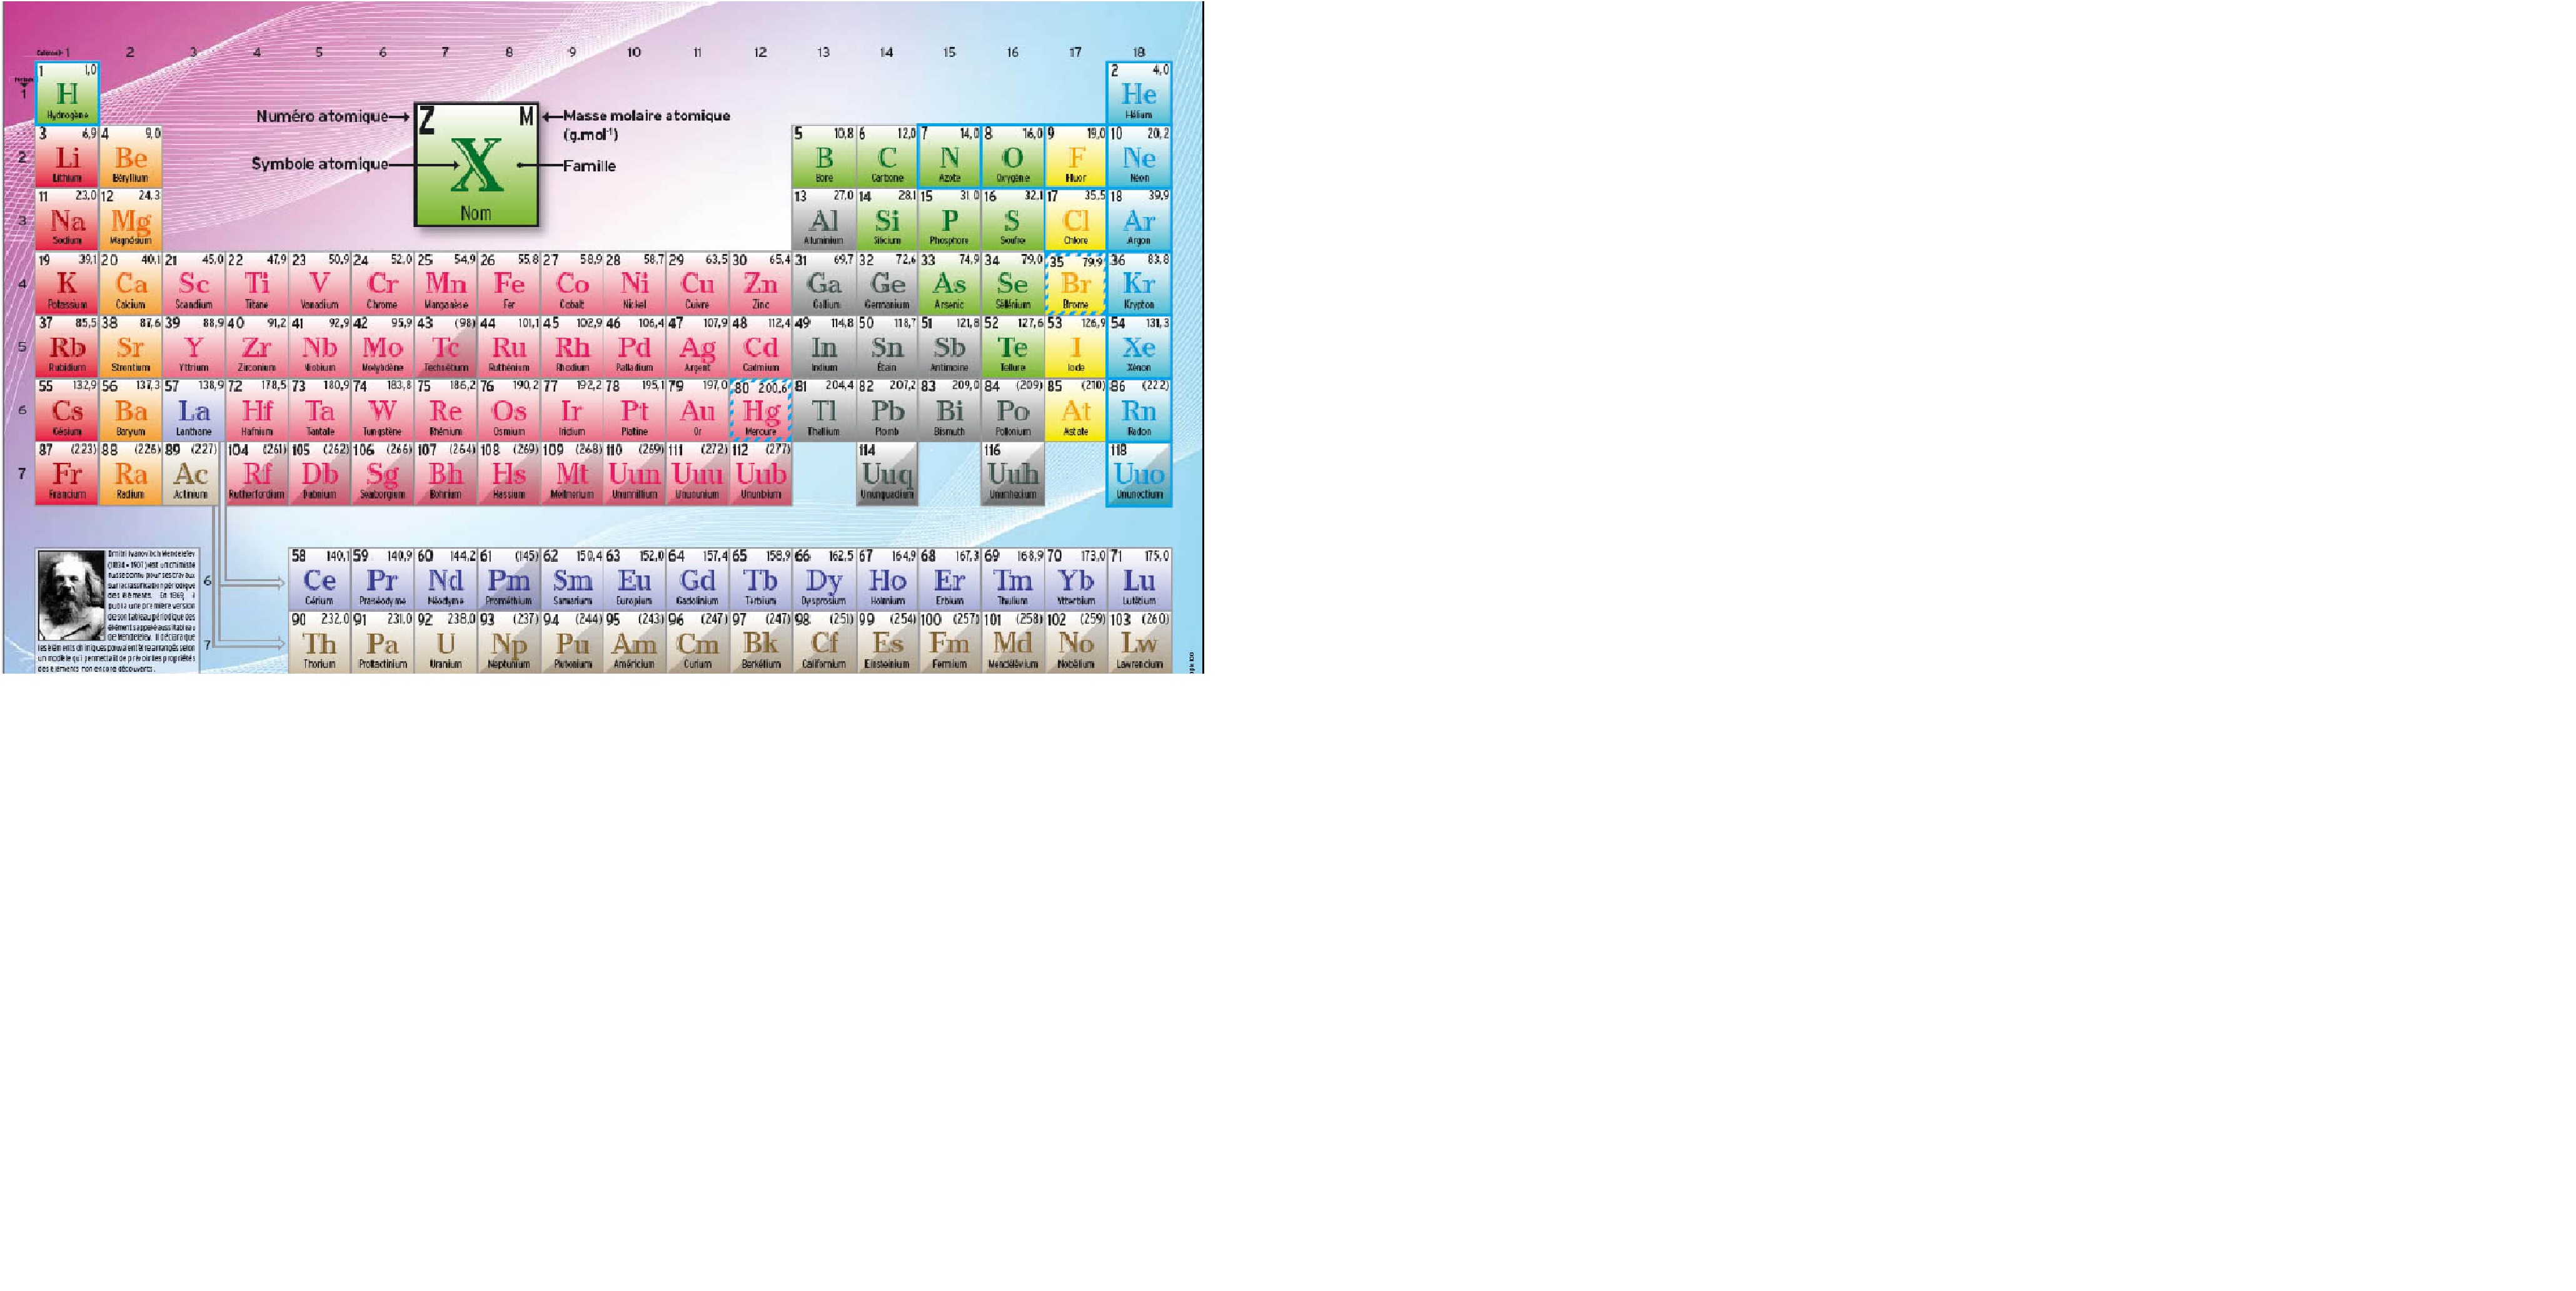 Colonne 1 2 3 4 5 6 7 8 9 10 11 12 13 14 15 16 17 18
1
1 1,0 2 4,0
H He
Hydrogène Hélium
Numéro atomique Z M Masse molaire atomique
(g.mol⁻¹)
Symbole atomique X Famille
Nom
2
3 6,9 4 9,0 5 10,8 6 12,0 7 14,0 8 16,0 9 19,0 10 20,2
Li Be B C N O F Ne
Lithium Béryllium Bore Carbone Azote Oxygène Fluor Néon
3
11 23,0 12 24,3 13 27,0 14 28,1 15 31,0 16 32,1 17 35,5 18 39,9
Na Mg Al Si P S Cl Ar
Sodium Magnésium Aluminium Silicium Phosphore Soufre Chlore Argon
4
19 39,1 20 40,1 21 45,0 22 47,9 23 50,9 24 52,0 25 54,9 26 55,8 27 58,9 28 58,7 29 63,5 30 65,4 31 69,7 32 72,6 33 74,9 34 79,0 35 79,9 36 83,8
K Ca Sc Ti V Cr Mn Fe Co Ni Cu Zn Ga Ge As Se Br Kr
Potassium Calcium Scandium Titane Vanadium Chrome Manganèse Fer Cobalt Nickel Cuivre Zinc Gallium Germanium Arsenic Sélénium Brome Krypton
5
37 85,5 38 87,6 39 88,9 40 91,2 41 92,9 42 95,9 43 (98) 44 101,1 45 102,9 46 106,4 47 107,9 48 112,4 49 114,8 50 118,7 51 121,8 52 127,6 53 126,9 54 131,3
Rb Sr Y Zr Nb Mo Tc Ru Rh Pd Ag Cd In Sn Sb Te I Xe
Rubidium Strontium Yttrium Zirconium Niobium Molybdène Technétium Ruthénium Rhodium Palladium Argent Cadmium Indium Étain Antimoine Tellure Iode Xénon
6
55 132,9 56 137,3 57 138,9 72 178,5 73 180,9 74 183,8 75 186,2 76 190,2 77 192,2 78 195,1 79 197,0 80 200,6 81 204,4 82 207,2 83 209,0 84 (209) 85 (210) 86 (222)
Cs Ba La Hf Ta W Re Os Ir Pt Au Hg Tl Pb Bi Po At Rn
Césium Baryum Lanthane Hafnium Tantale Tungstène Rhénium Osmium Iridium Platine Or Mercure Thallium Plomb Bismuth Polonium Astate Radon
7
87 (223) 88 (226) 89 (227) 104 (261) 105 (262) 106 (266) 107 (264) 108 (269) 109 (268) 110 (269) 111 (272) 112 (277) 114 116 118
Fr Ra Ac Rf Db Sg Bh Hs Mt Uun Uuu Uub Uuq Uuh Uuo
Francium Radium Actinium Rutherfordium Dubnium Seaborgium Bohrium Hassium Meitnerium Ununnillium Unununium Ununbium Ununquadium Ununhexium Ununoctium
6
58 140,1 59 140,9 60 144,2 61 (145) 62 150,4 63 152,0 64 157,4 65 158,9 66 162,5 67 164,9 68 167,3 69 168,9 70 173,0 71 175,0
Ce Pr Nd Pm Sm Eu Gd Tb Dy Ho Er Tm Yb Lu
Cérium Praséodyme Néodyme Prométhium Samarium Europium Gadolinium Terbium Dysprosium Holmium Erbium Thulium Ytterbium Lutétium
7
90 232,0 91 231,0 92 238,0 93 (237) 94 (244) 95 (243) 96 (247) 97 (247) 98 (251) 99 (254) 100 (257) 101 (258) 102 (259) 103 (260)
Th Pa U Np Pu Am Cm Bk Cf Es Fm Md No Lw
Thorium Protactinium Uranium Neptunium Plutonium Américium Curium Berkélium Californium Einsteinium Fermium Mendélévium Nobélium Lawrencium
Dmitri Ivanovitch Mendeleïev
(1834 - 1907) est un chimiste
russe connu pour ses travaux
sur la classification périodique
des éléments. En 1869, il
publia une première version
de son tableau périodique des
éléments appelé aussi tableau
de Mendeleïev. Il déclara que
les éléments chimiques pouvaient être arrangés selon
un modèle qui permettait de prévoir les propriétés
des éléments non encore découverts.